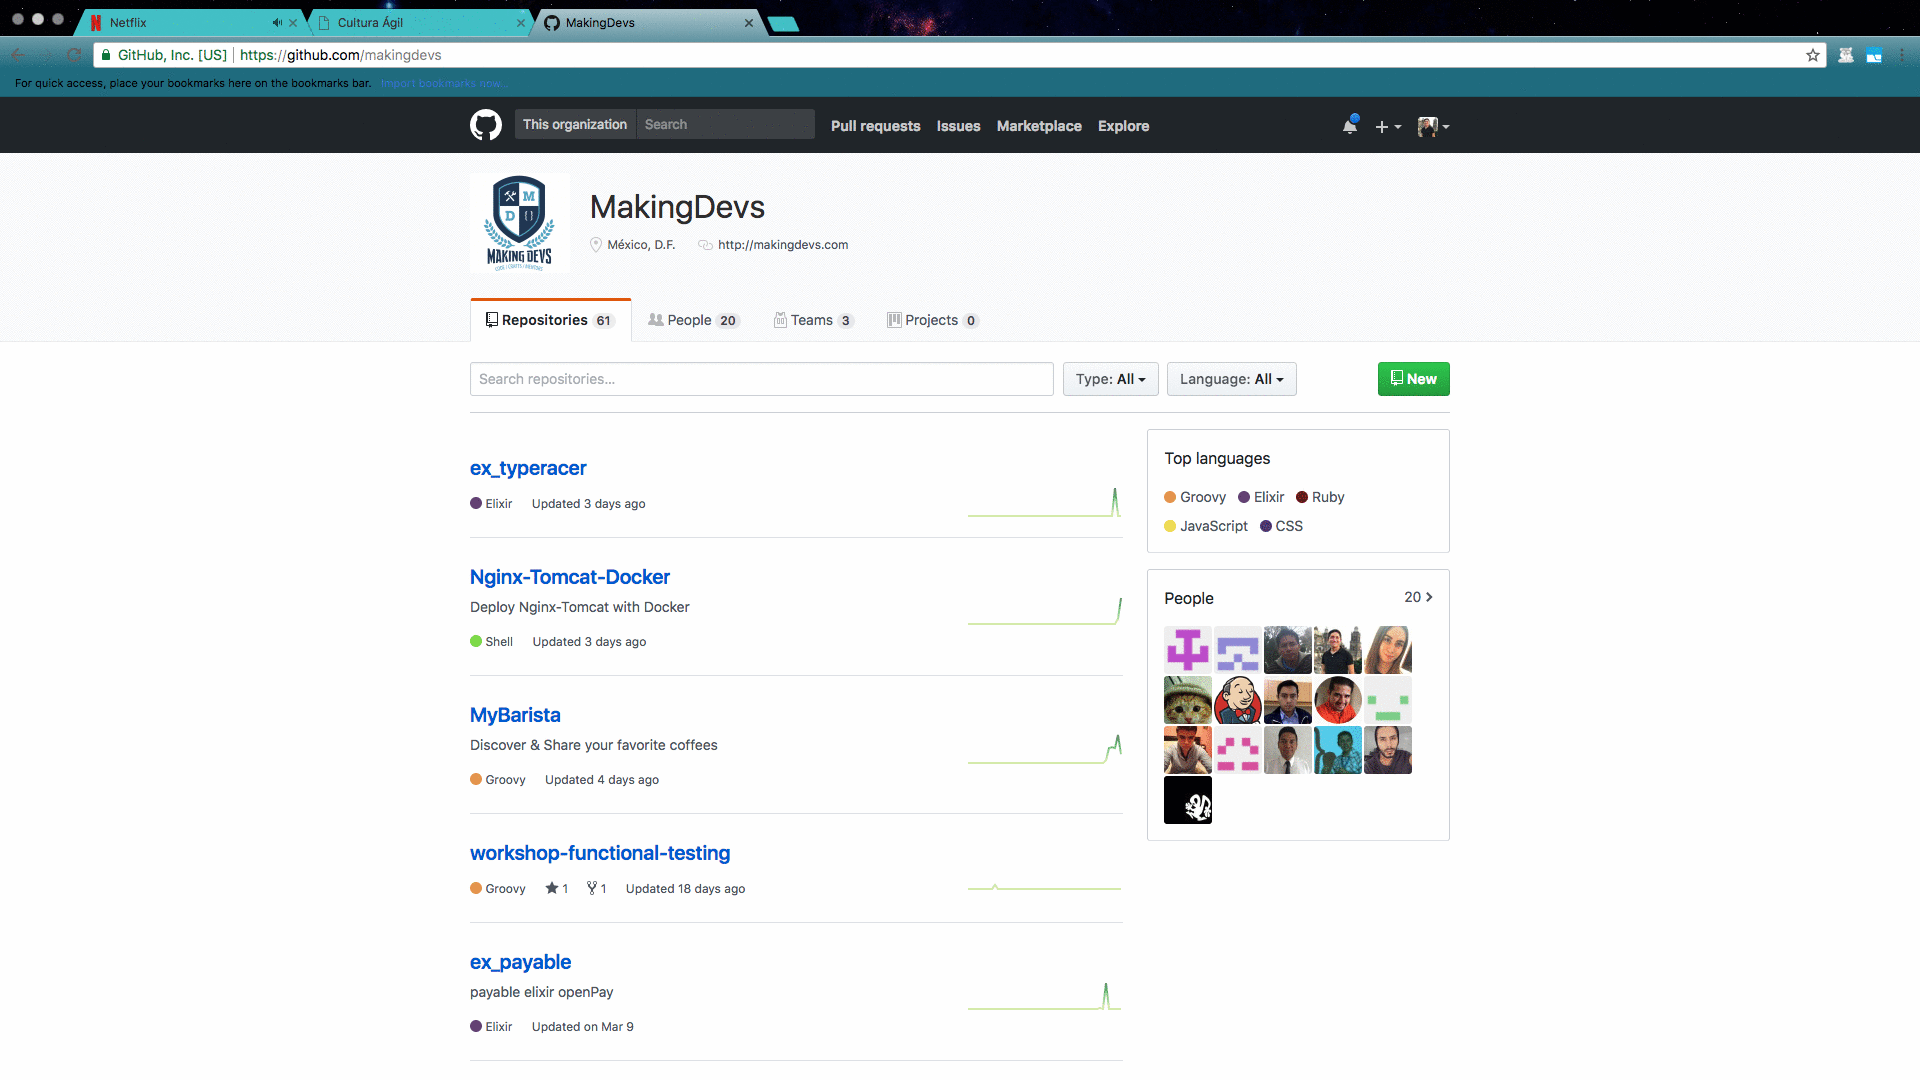 Netflix
Cultura Ágil
MakingDevs
GitHub, Inc. [US] https://github.com/makingdevs
For quick access, place your bookmarks here on the bookmarks bar. Import bookmarks now...
This organization Search Pull requests Issues Marketplace Explore
M
D { }
MAKING DEVS
MakingDevs
México, D.F. http://makingdevs.com
Repositories 61 People 20 Teams 3 Projects 0
Search repositories... Type: All Language: All New
ex_typeracer
Elixir Updated 3 days ago
Nginx-Tomcat-Docker
Deploy Nginx-Tomcat with Docker
Shell Updated 3 days ago
MyBarista
Discover & Share your favorite coffees
Groovy Updated 4 days ago
workshop-functional-testing
Groovy 1 1 Updated 18 days ago
ex_payable
payable elixir openPay
Elixir Updated on Mar 9
Top languages
Groovy Elixir Ruby
JavaScript CSS
People 20